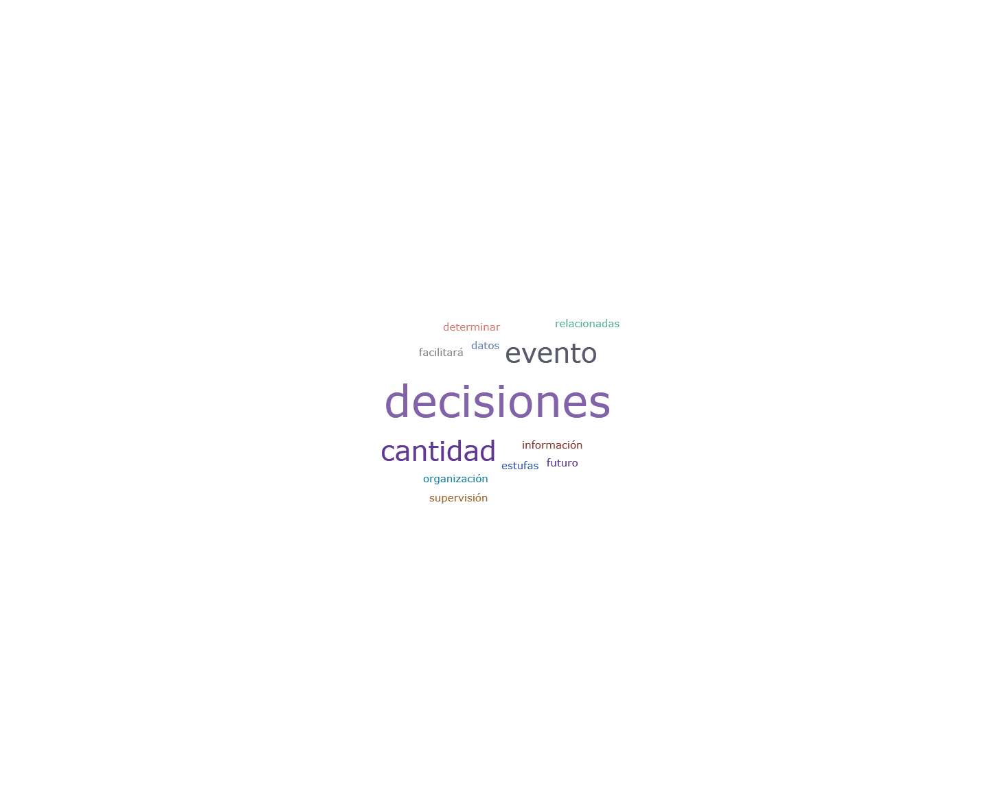 relacionadas
determinar
datos
facilitará
evento
decisiones
cantidad
información
futuro
estufas
organización
supervisión